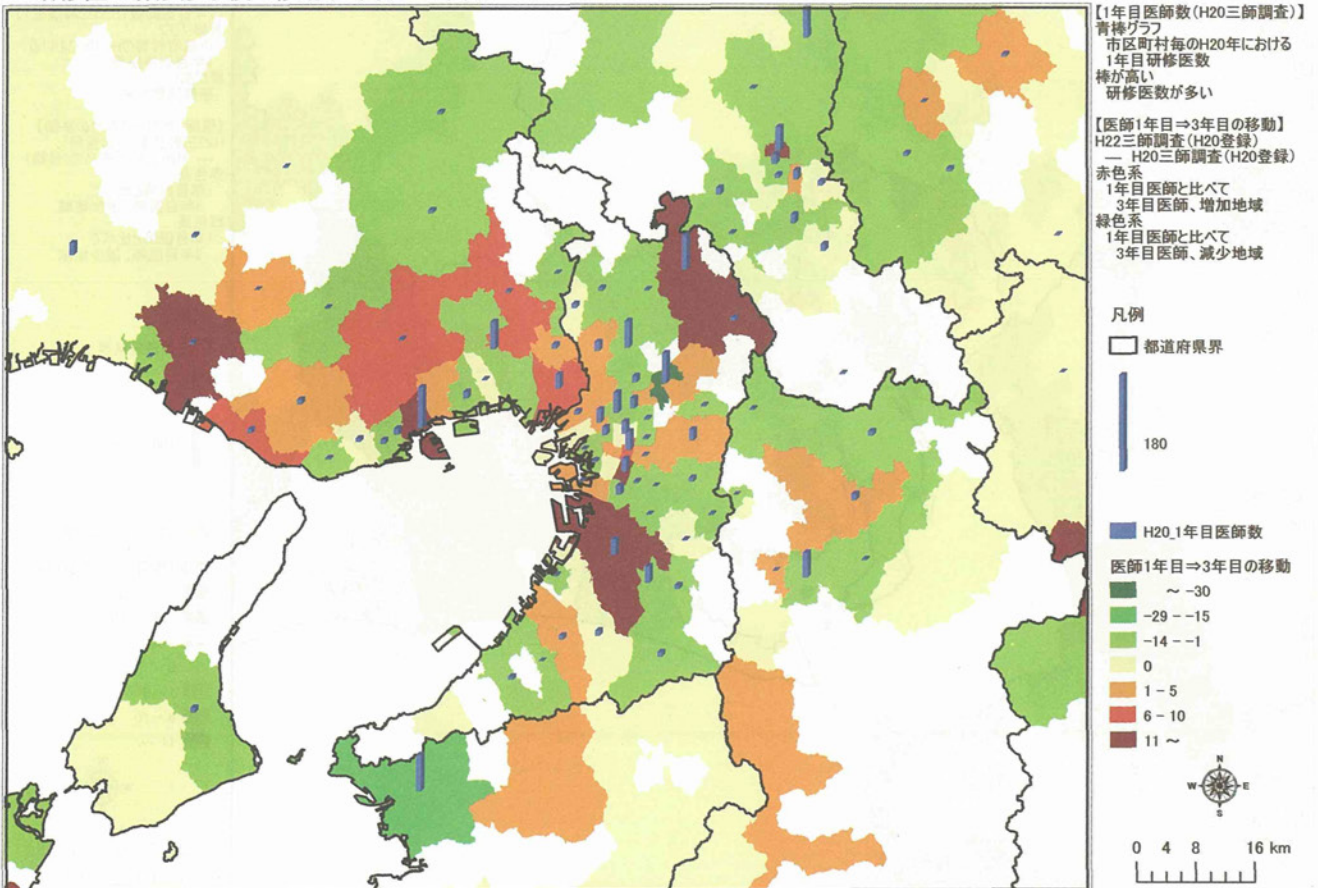 【1年目医師数(H20三師調査)】
青棒グラフ
市区町村毎のH20年における
1年目研修医数
棒が高い
研修医数が多い
【医師1年目⇒3年目の移動】
H22三師調査(H20登録)
― H20三師調査(H20登録)
赤色系
1年目医師と比べて
3年目医師、増加地域
緑色系
1年目医師と比べて
3年目医師、減少地域
凡例
都道府県界
180
H20_1年目医師数
医師1年目⇒3年目の移動
～ -30
-29 - -15
-14 - -1
0
1 - 5
6 - 10
11 ～
N
W E
S
0 4 8 16 km